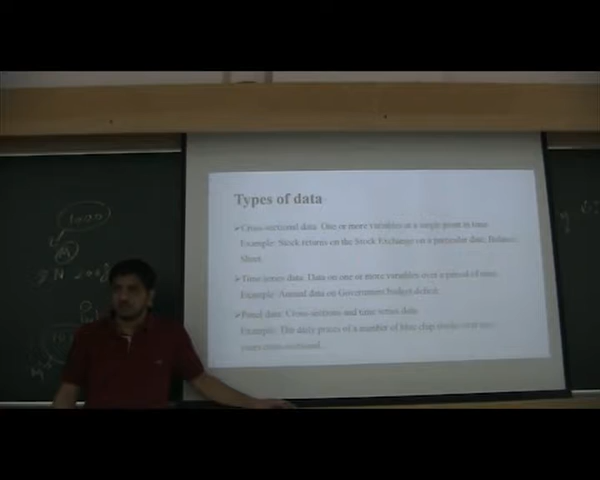 Types of data
Cross-sectional data: One or more variables at a single point in time.
Example: Stock returns on the Stock Exchange on a particular date, Balance
Sheet.
Time series data: Data on one or more variables over a period of time.
Example: Annual data on Government budget deficit.
Panel data: Cross-sections and time series data.
Example: The daily prices of a number of blue chip stocks over two
years cross-sectional.
1000